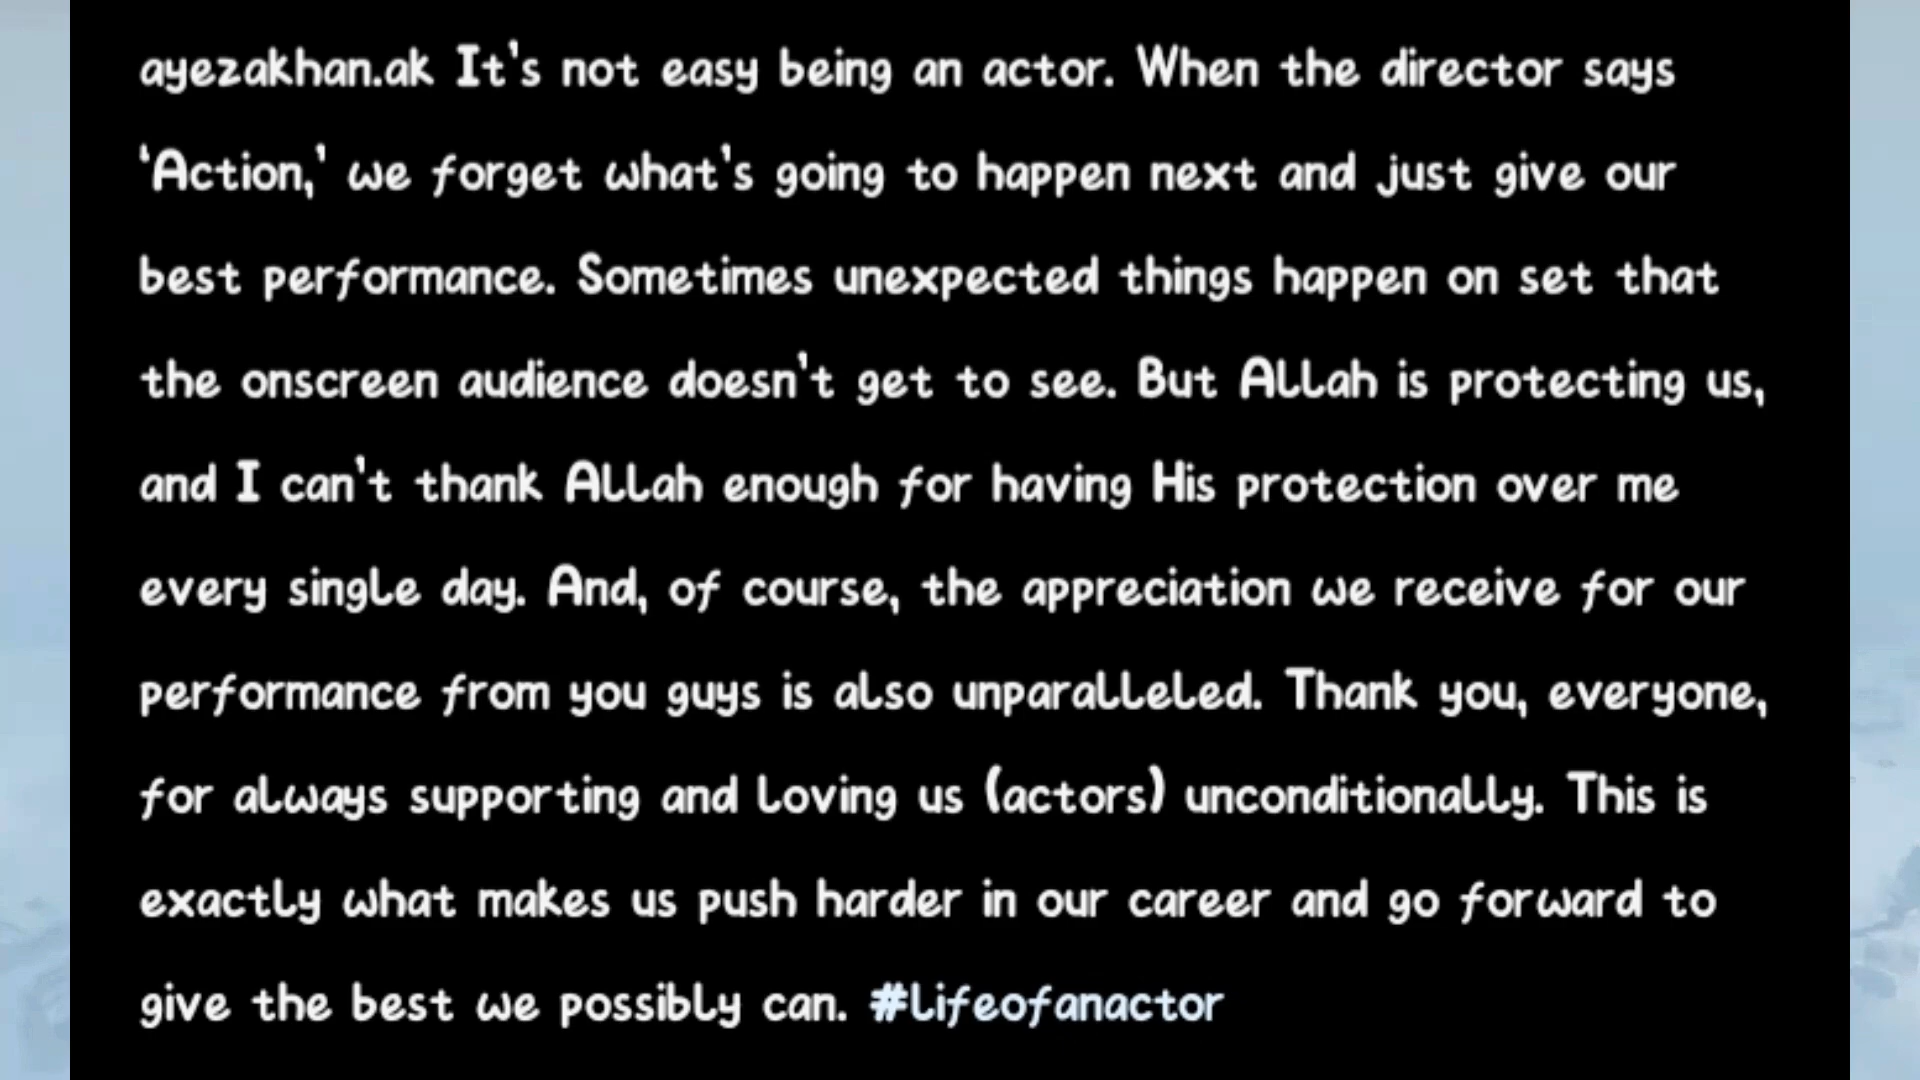 ayezakhan.ak It's not easy being an actor. When the director says
'Action,' we forget what's going to happen next and just give our
best performance. Sometimes unexpected things happen on set that
the onscreen audience doesn't get to see. But Allah is protecting us,
and I can't thank Allah enough for having His protection over me
every single day. And, of course, the appreciation we receive for our
performance from you guys is also unparalleled. Thank you, everyone,
for always supporting and loving us (actors) unconditionally. This is
exactly what makes us push harder in our career and go forward to
give the best we possibly can. #lifeofanactor